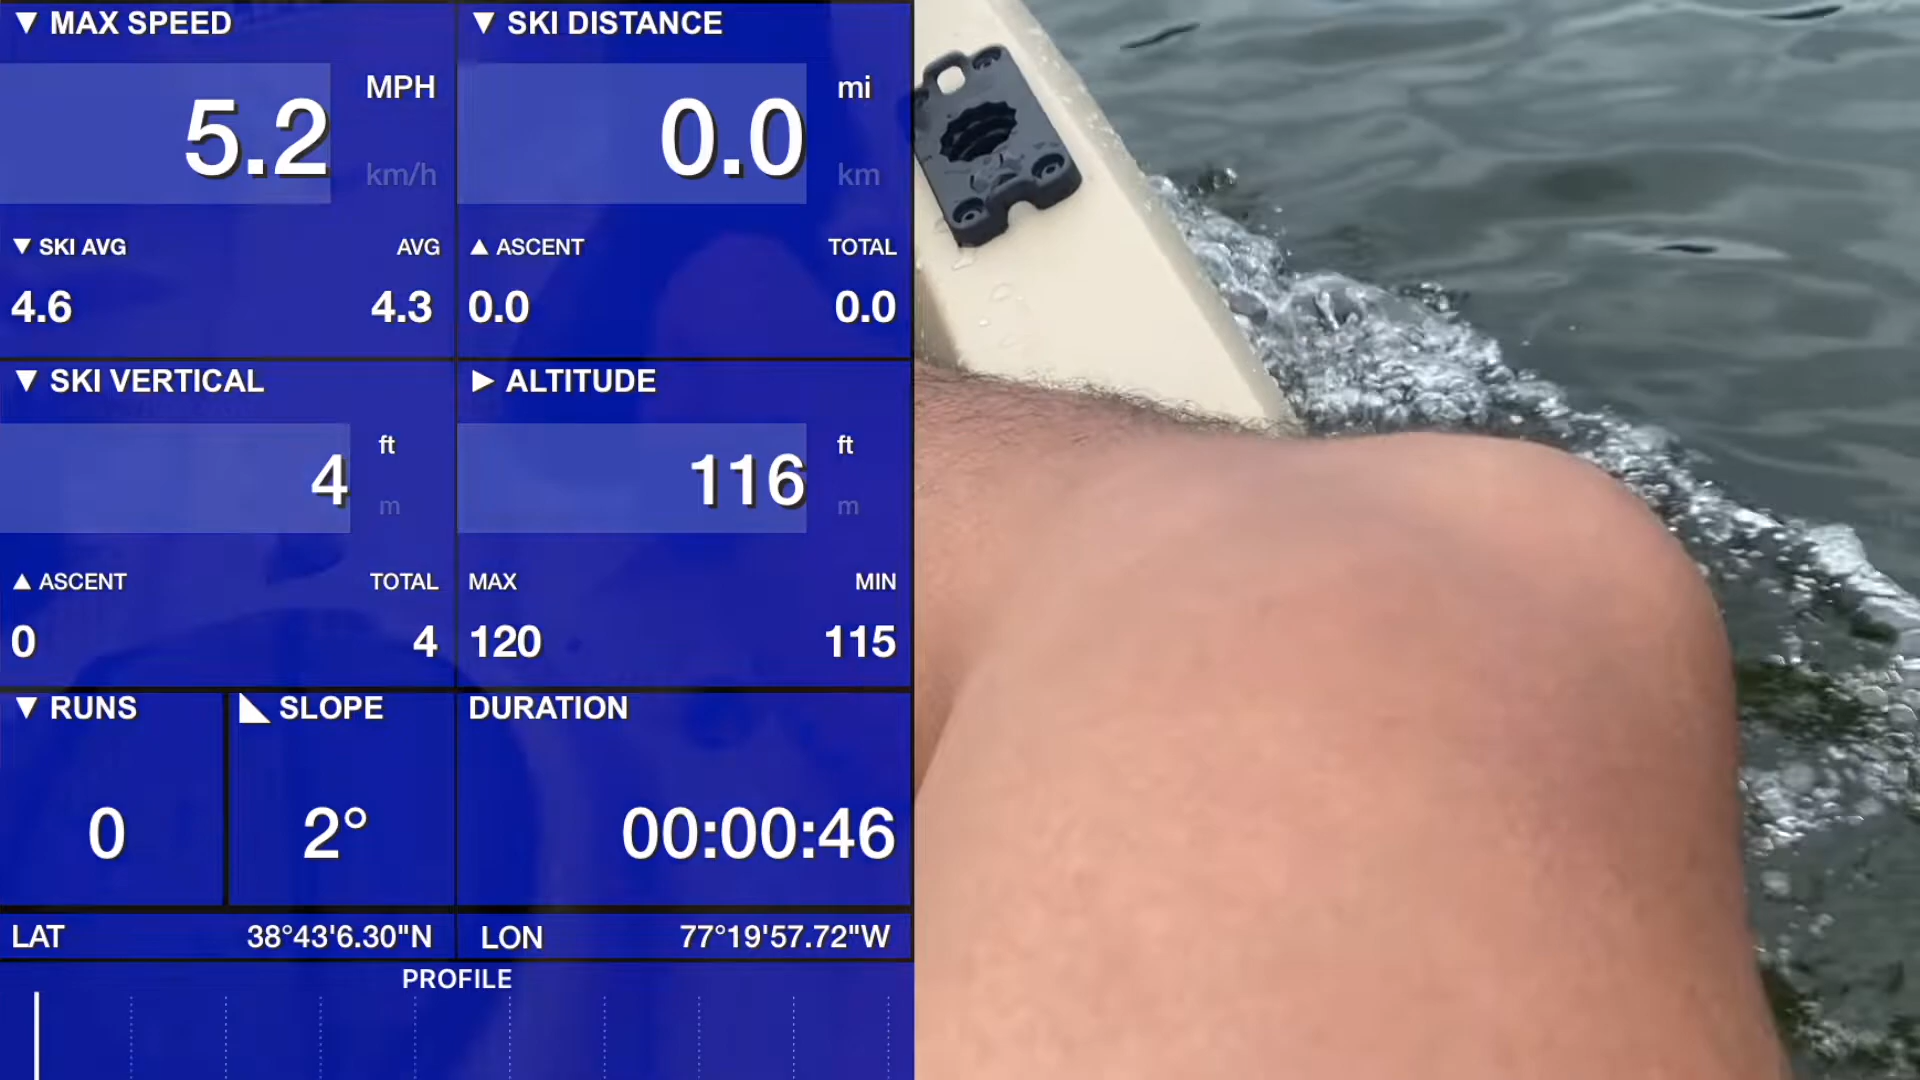 ▼ MAX SPEED
5.2
MPH
km/h
▼ SKI AVG
AVG
4.6
4.3
▼ SKI DISTANCE
0.0
mi
km
▲ ASCENT
TOTAL
0.0
0.0
▼ SKI VERTICAL
4
ft
m
▲ ASCENT
TOTAL
0
4
▶ ALTITUDE
116
ft
m
MAX
MIN
120
115
▼ RUNS
0
SLOPE
2°
DURATION
00:00:46
LAT
38°43'6.30"N
LON
77°19'57.72"W
PROFILE